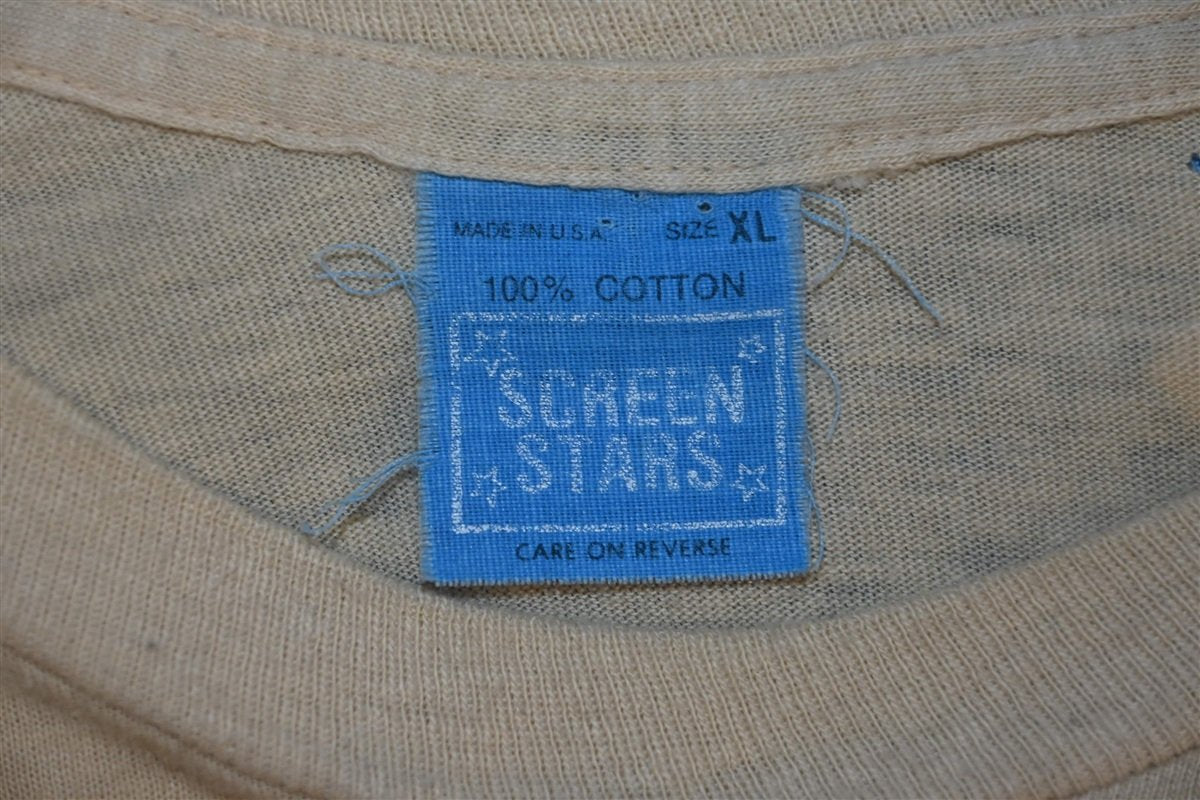 MADE IN U.S.A. SIZE XL
100% COTTON
SCREEN
STARS
CARE ON REVERSE